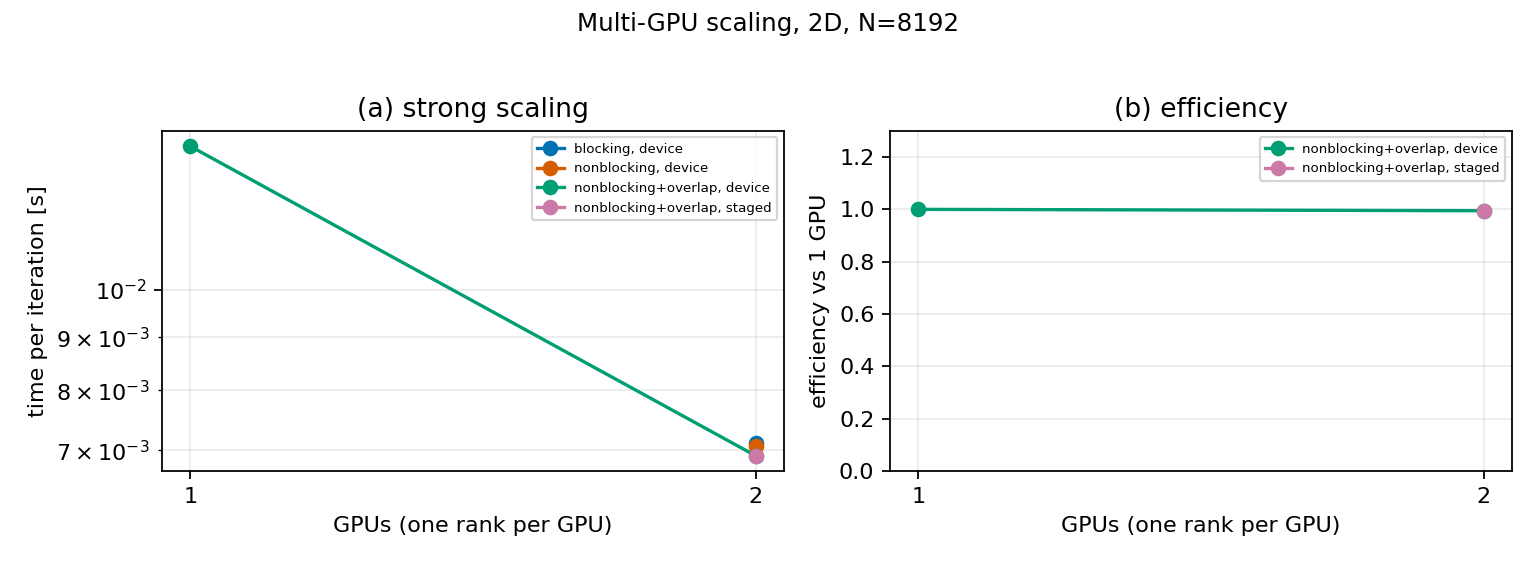 Multi-GPU scaling, 2D, N=8192
(a) strong scaling
time per iteration [s]
10⁻²
9 × 10⁻³
8 × 10⁻³
7 × 10⁻³
blocking, device
nonblocking, device
nonblocking+overlap, device
nonblocking+overlap, staged
1
2
GPUs (one rank per GPU)
(b) efficiency
efficiency vs 1 GPU
1.2
1.0
0.8
0.6
0.4
0.2
0.0
nonblocking+overlap, device
nonblocking+overlap, staged
1
2
GPUs (one rank per GPU)